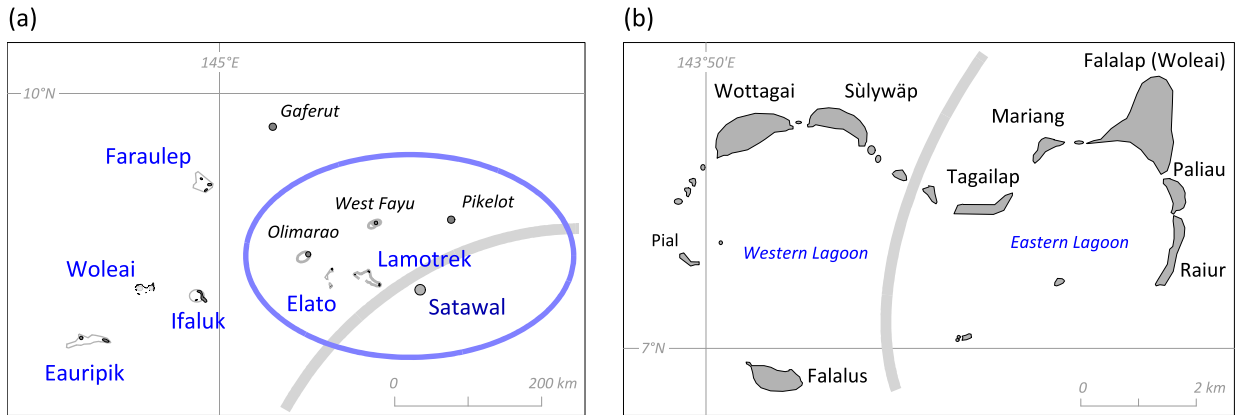 (a)
145°E
10°N
Gaferut
Faraulep
West Fayu
Pikelot
Olimarao
Lamotrek
Woleai
Elato
Satawal
Ifaluk
Eauripik
0
200 km
(b)
143°50'E
Falalap (Woleai)
Wottagai
Sùlywäp
Mariang
Paliau
Tagailap
Pial
Western Lagoon
Eastern Lagoon
Raiur
7°N
Falalus
0
2 km